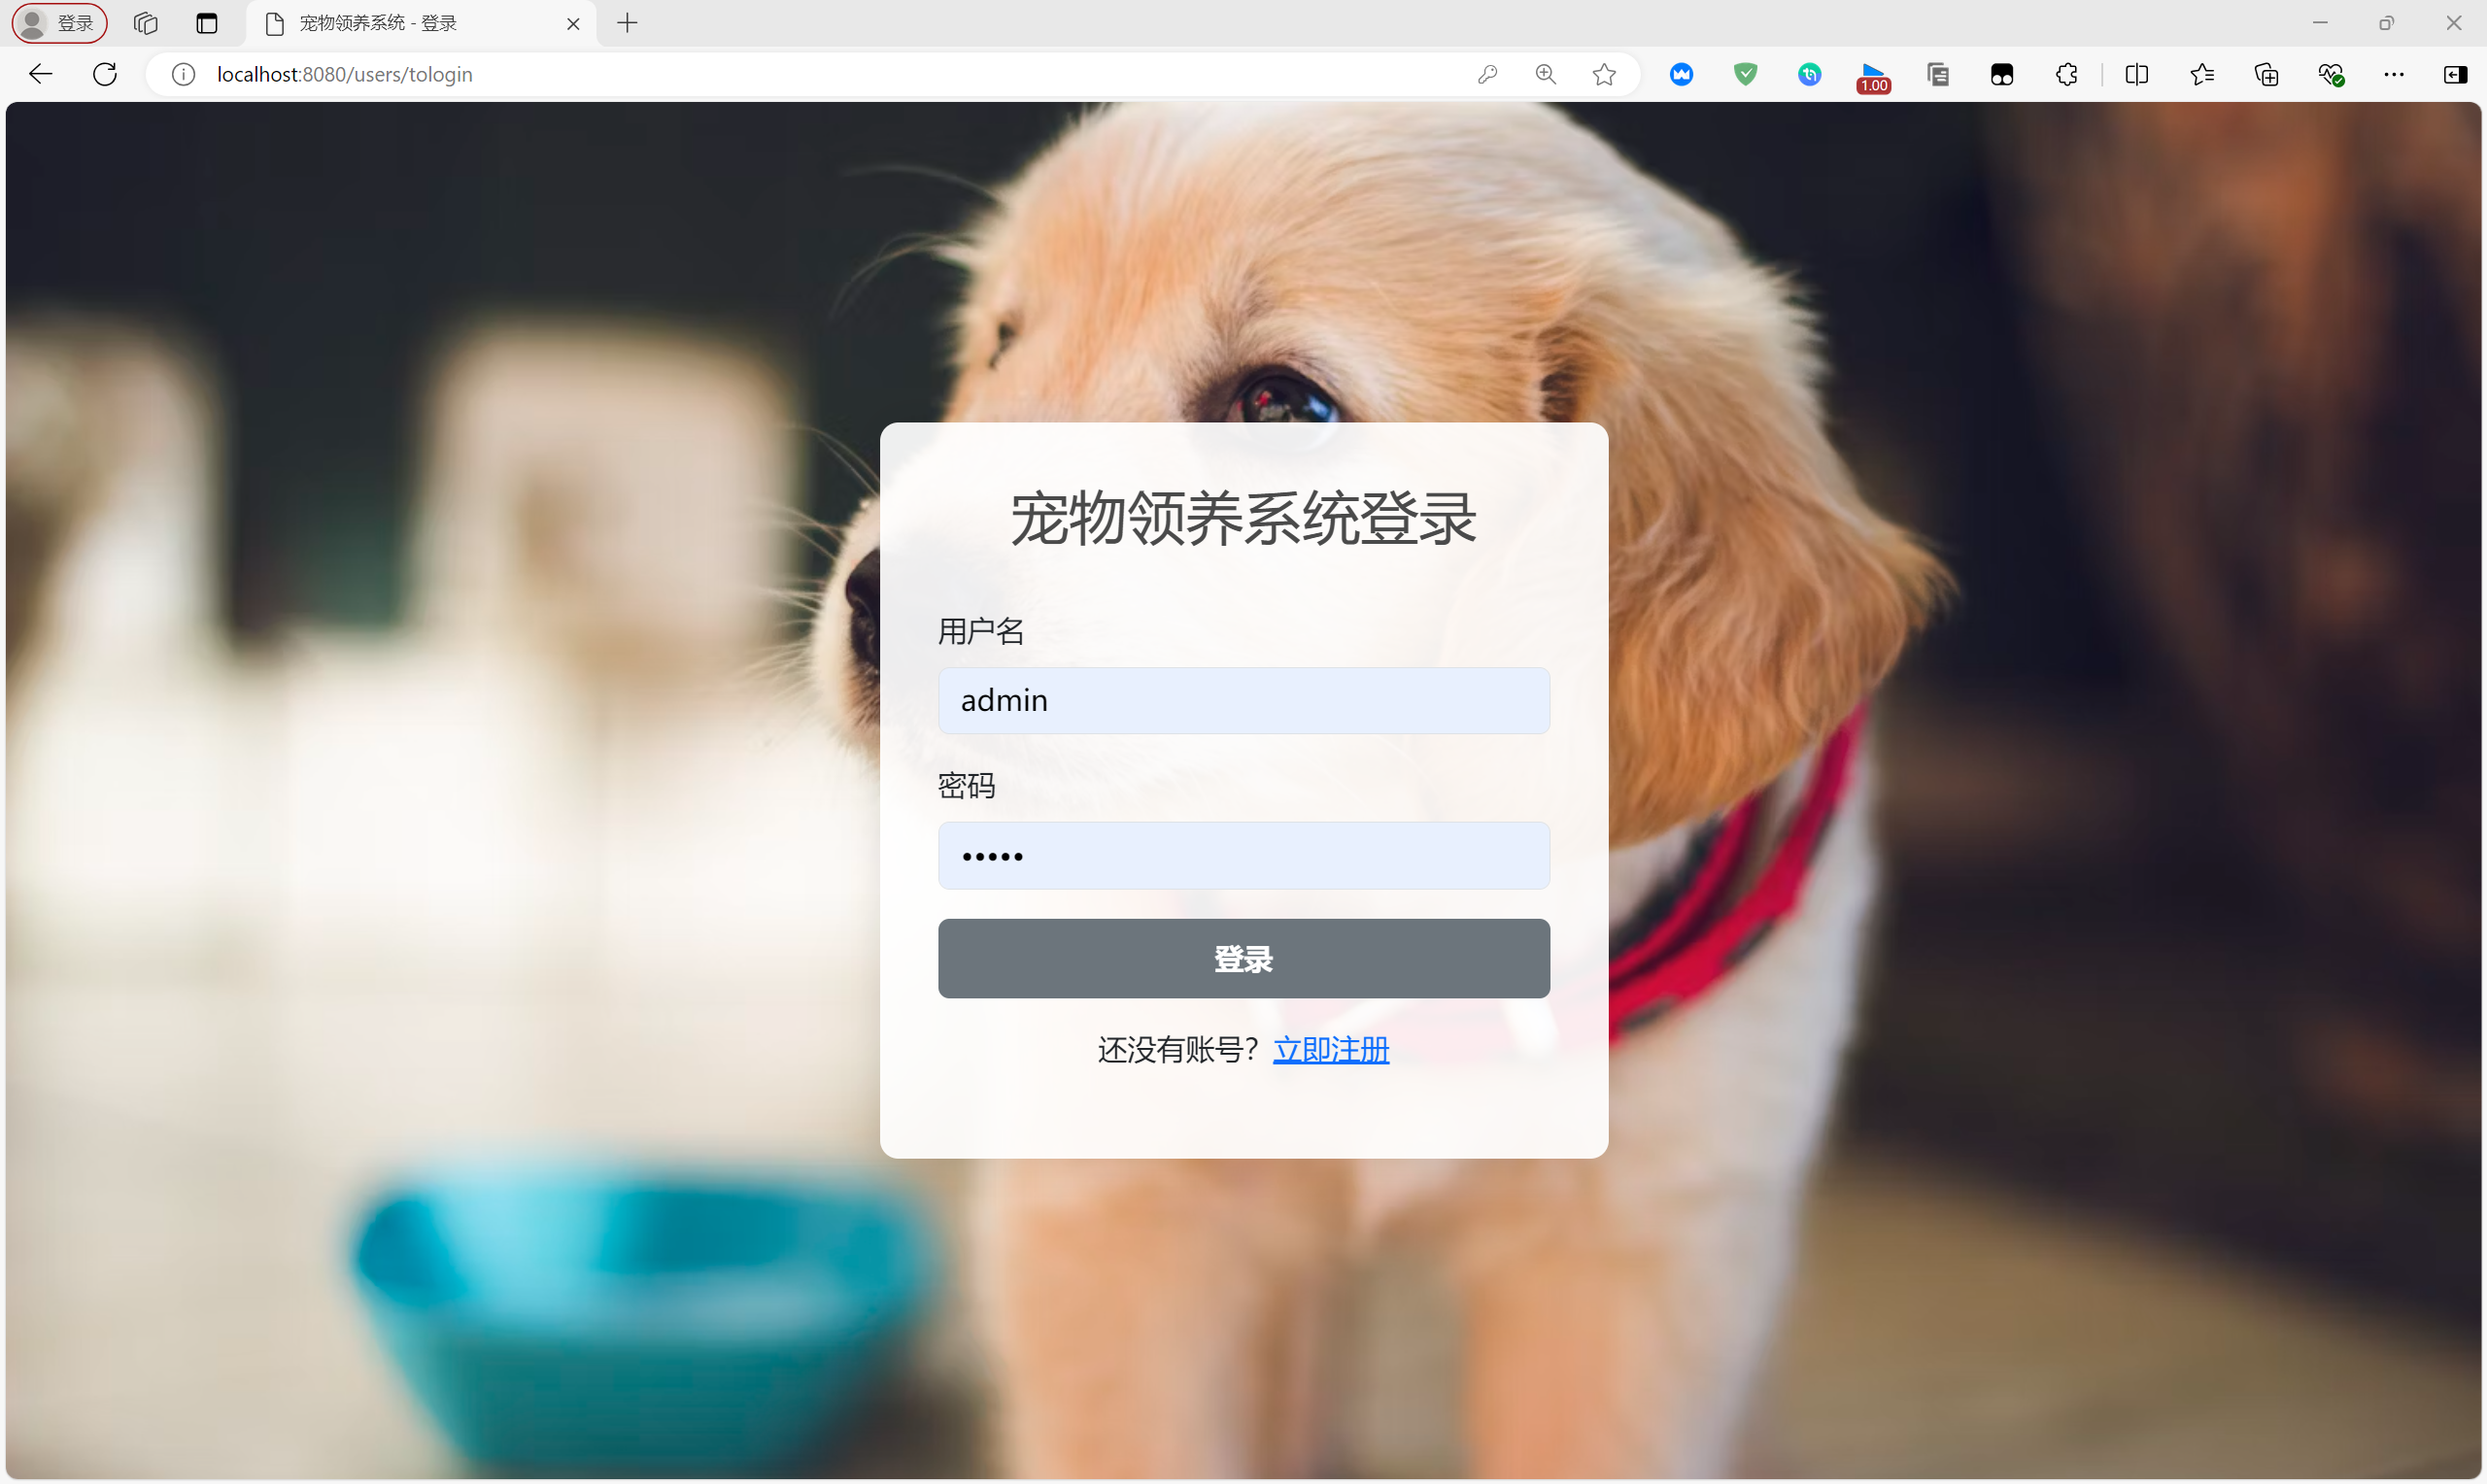 登录
宠物领养系统 - 登录
localhost:8080/users/tologin
1.00
宠物领养系统登录
用户名
admin
密码
•••••
登录
还没有账号？立即注册